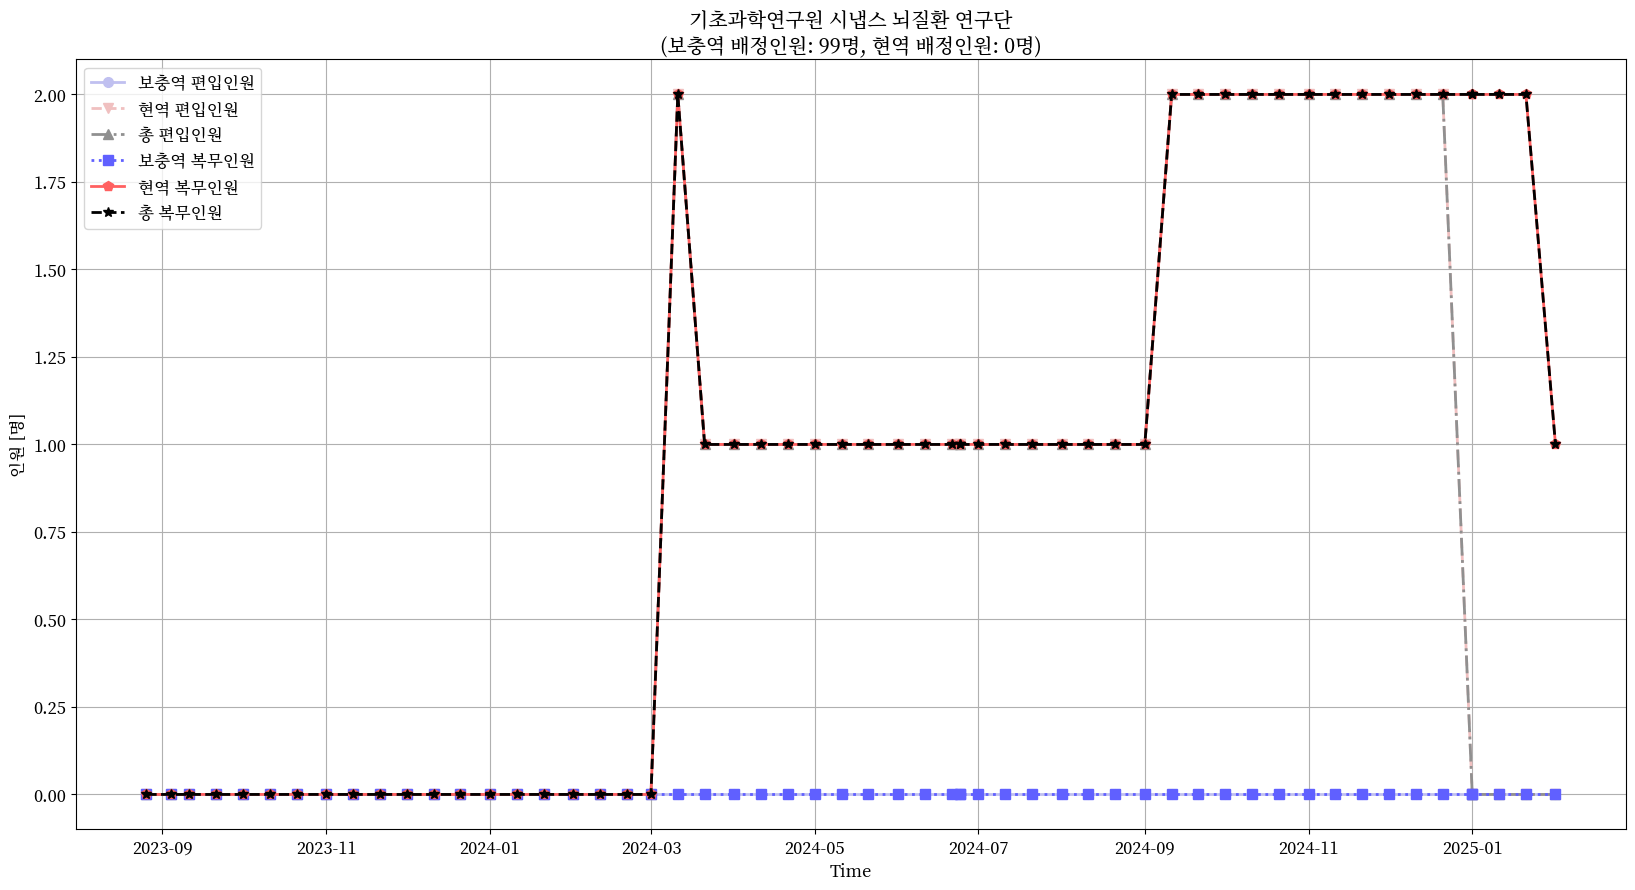 기초과학연구원 시냅스 뇌질환 연구단
(보충역 배정인원: 99명, 현역 배정인원: 0명)
보충역 편입인원
현역 편입인원
총 편입인원
보충역 복무인원
현역 복무인원
총 복무인원
2.00
1.75
1.50
1.25
1.00
0.75
0.50
0.25
0.00
인원 [명]
2023-09
2023-11
2024-01
2024-03
2024-05
2024-07
2024-09
2024-11
2025-01
Time